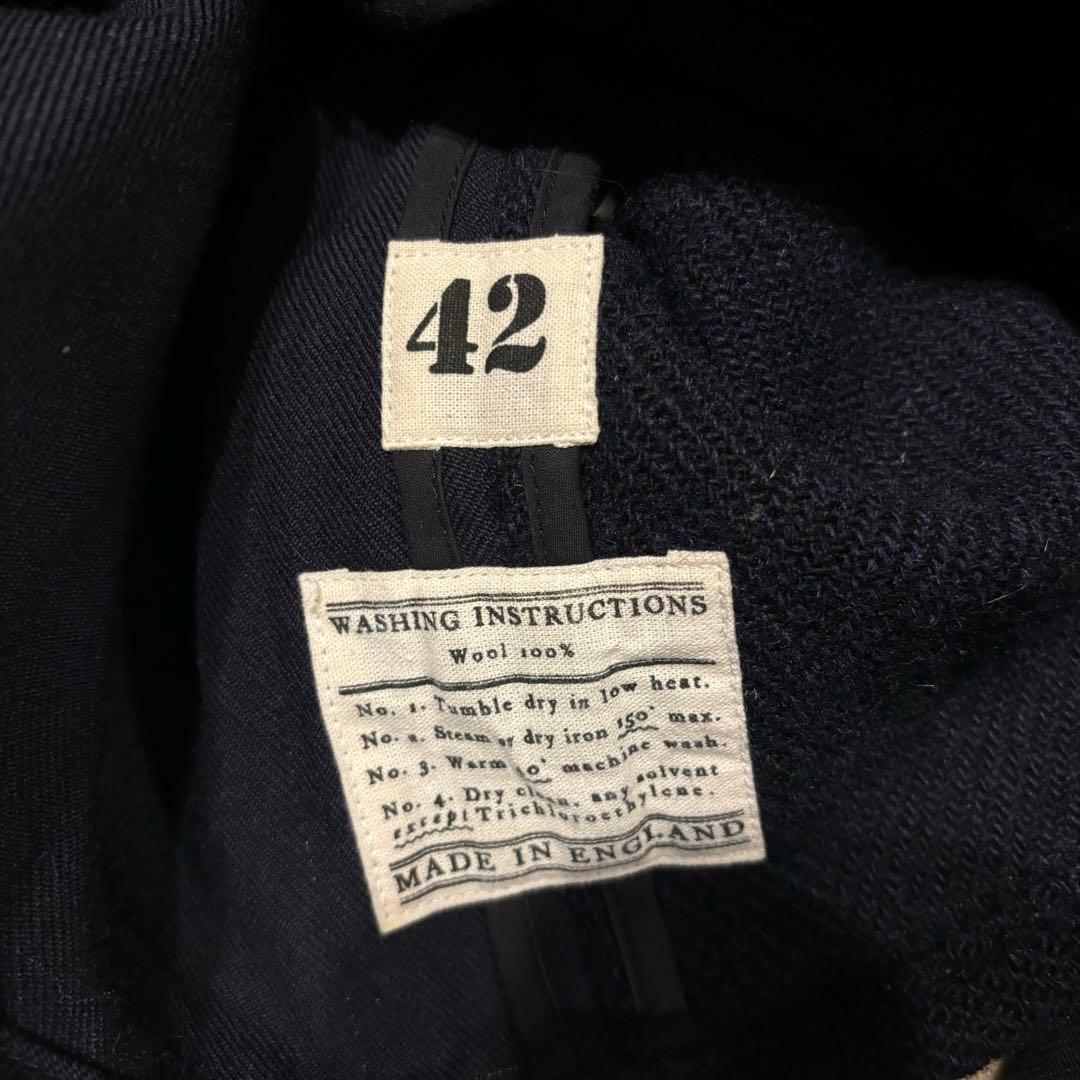 42
WASHING INSTRUCTIONS
Wool 100%
No. 1. Tumble dry in low heat.
No. 2. Steam or dry iron 150° max.
No. 3. Warm machine wash.
No. 4. Dry clean, any solvent
except Trichloroethylene.
MADE IN ENGLAND